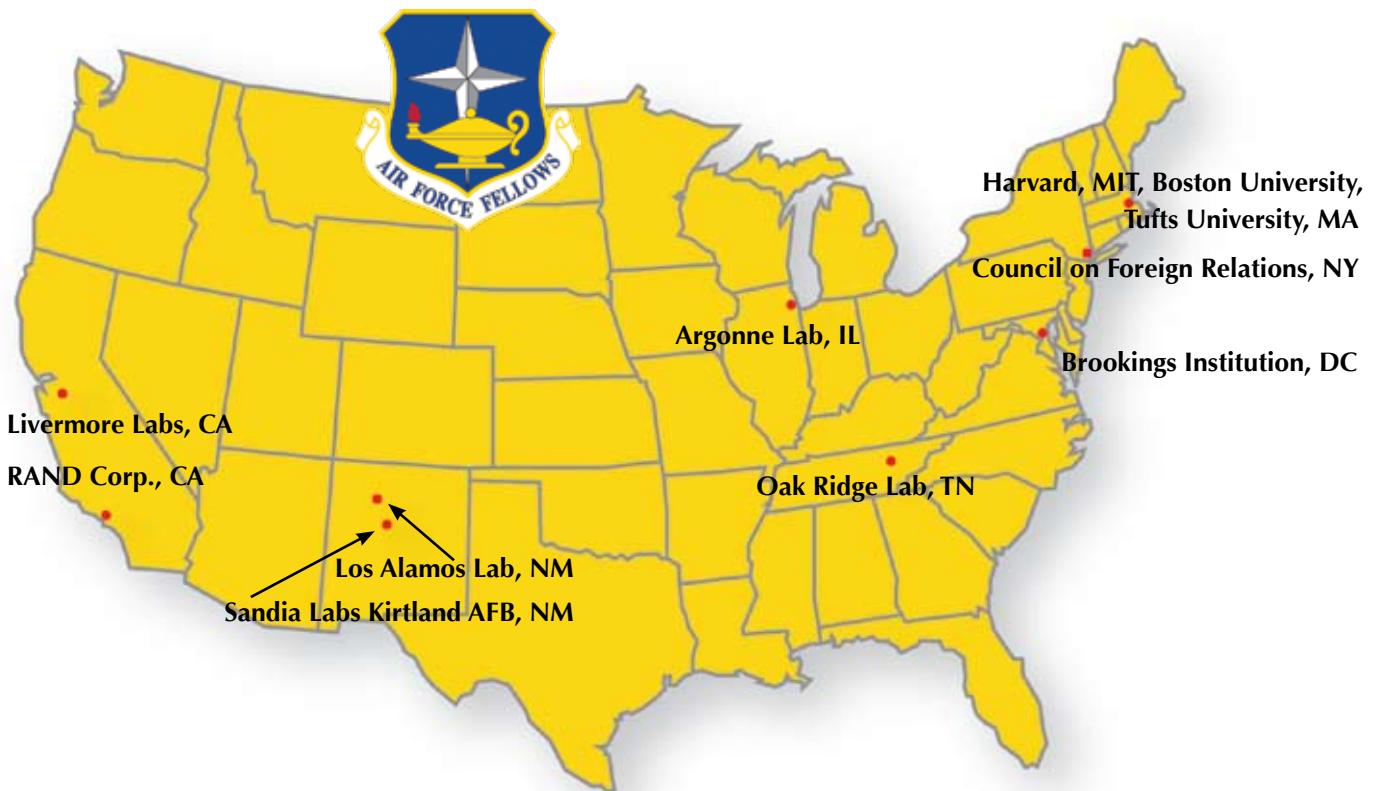 AIR FORCE FELLOWS
Harvard, MIT, Boston University,
Tufts University, MA
Council on Foreign Relations, NY
Argonne Lab, IL
Brookings Institution, DC
Livermore Labs, CA
RAND Corp., CA
Oak Ridge Lab, TN
Los Alamos Lab, NM
Sandia Labs Kirtland AFB, NM